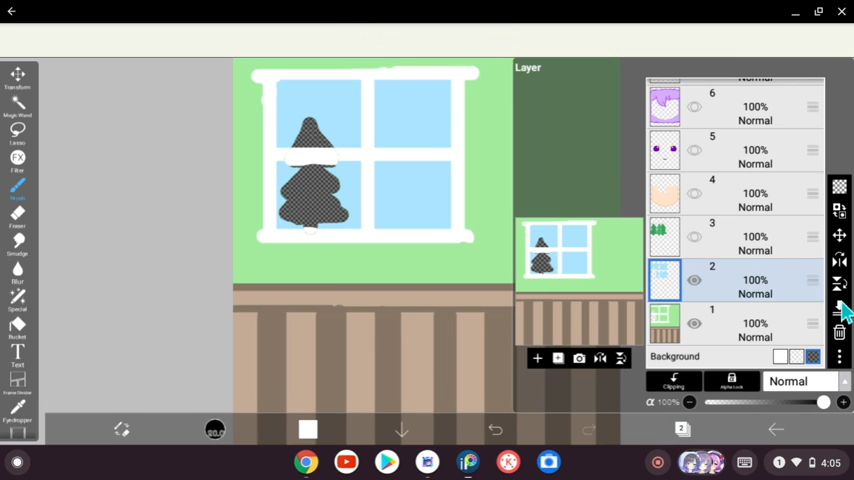 Layer
6
100%
Normal
5
100%
Normal
4
100%
Normal
3
100%
Normal
2
100%
Normal
1
100%
Normal
Background
Clipping
Alpha Lock
Normal
α 100%
Transform
Magic Wand
Lasso
FX
Filter
Brush
Eraser
Smudge
Blur
Special
Bucket
T
Text
Frame Divider
Eyedropper
2
1
4:05